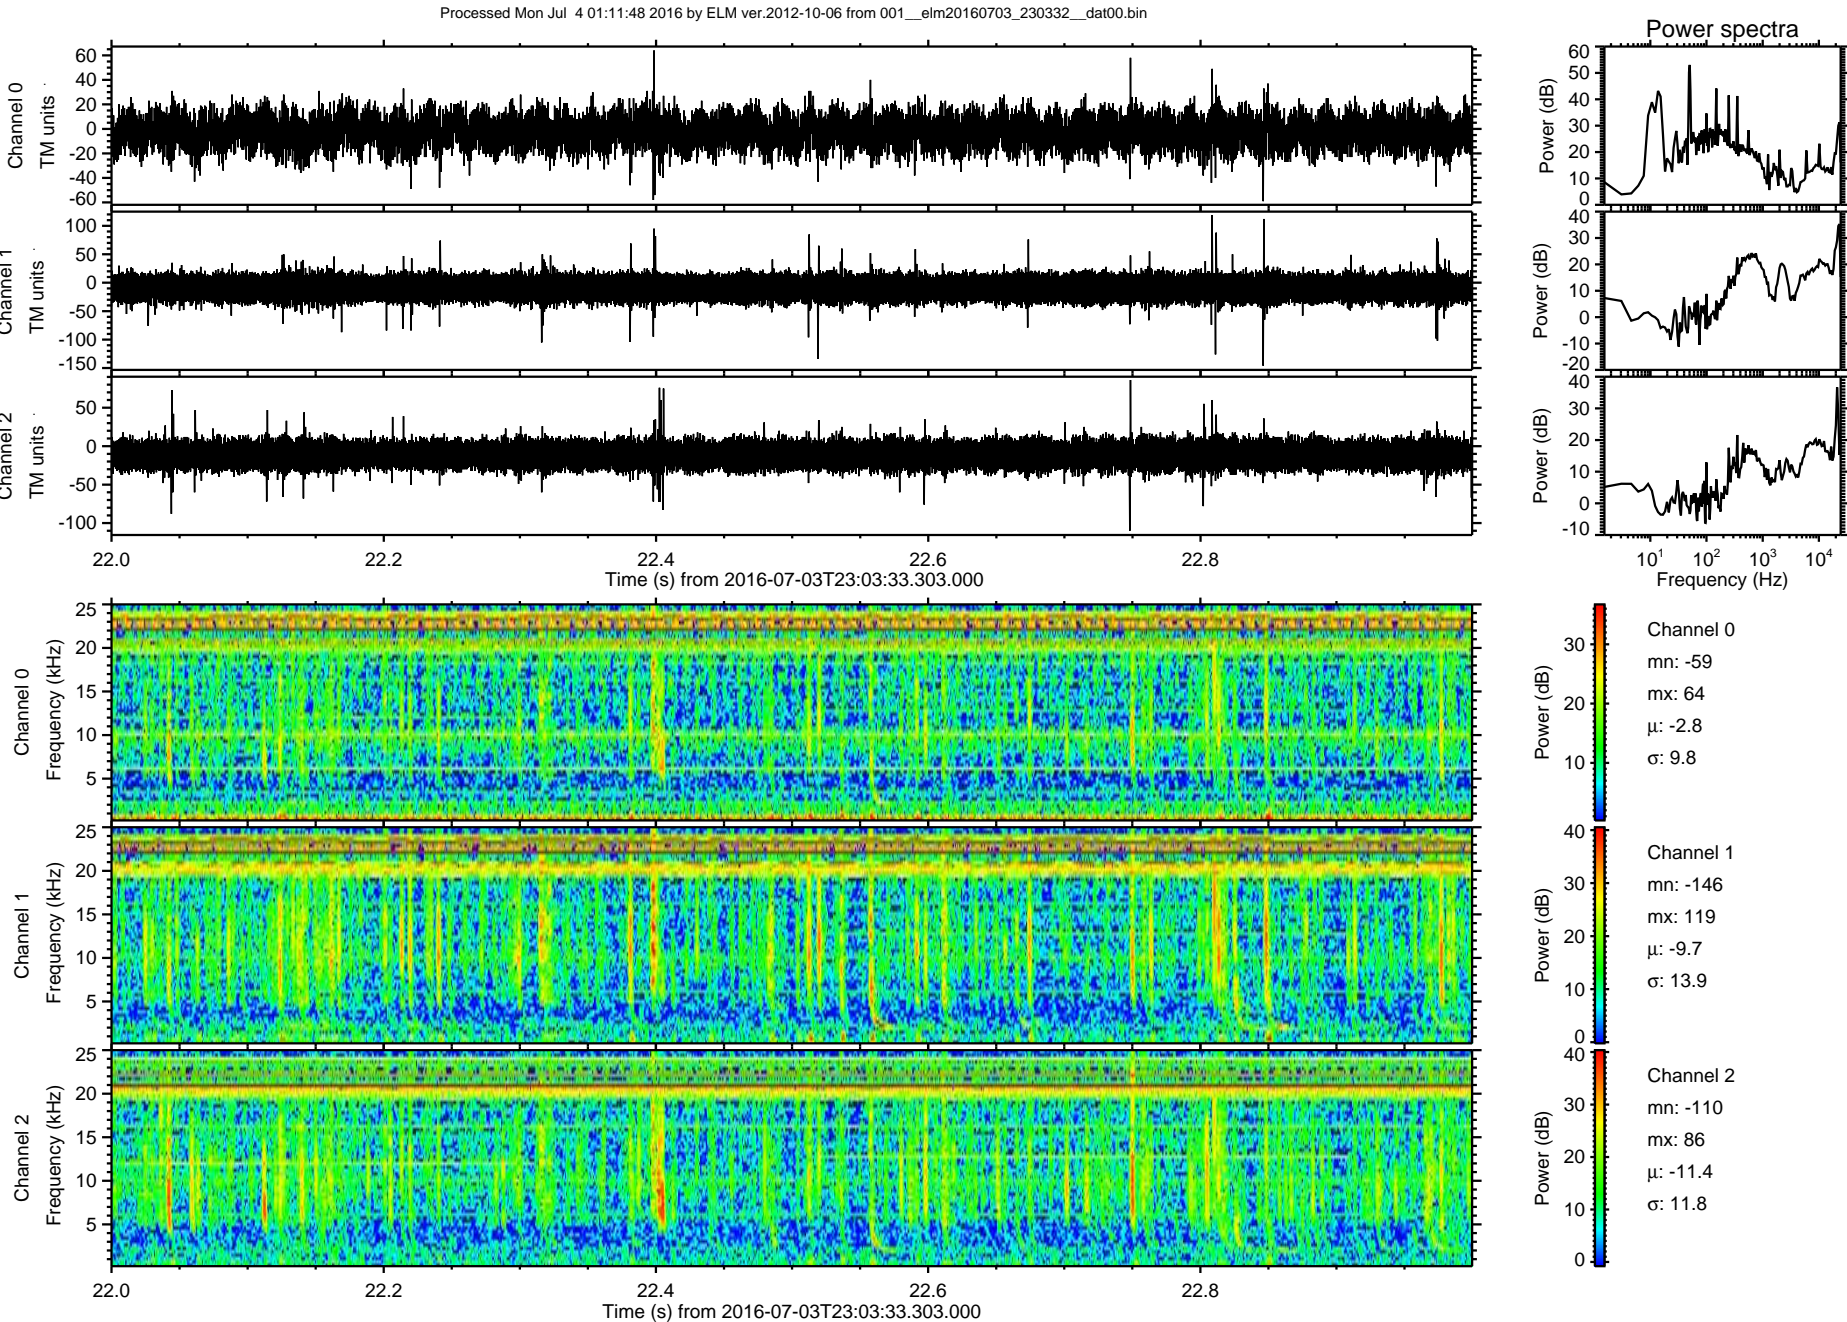 Processed Mon Jul  4 01:11:48 2016 by ELM ver.2012-10-06 from 001__elm20160703_230332__dat00.bin
Power spectra
Channel 0
TM units
60
40
20
0
-20
-40
-60
Power (dB)
60
50
40
30
20
10
0
Channel 1
TM units
100
50
0
-50
-100
-150
Power (dB)
40
30
20
10
0
-10
-20
Channel 2
TM units
50
0
-50
-100
Power (dB)
40
30
20
10
0
-10
22.0 22.2 22.4 22.6 22.8
Time (s) from 2016-07-03T23:03:33.303.000
10^1 10^2 10^3 10^4
Frequency (Hz)
Channel 0
Frequency (kHz)
25
20
15
10
5
Power (dB)
30
20
10
Channel 0
mn: -59
mx: 64
μ: -2.8
σ: 9.8
Channel 1
Frequency (kHz)
25
20
15
10
5
Power (dB)
40
30
20
10
0
Channel 1
mn: -146
mx: 119
μ: -9.7
σ: 13.9
Channel 2
Frequency (kHz)
25
20
15
10
5
Power (dB)
40
30
20
10
0
Channel 2
mn: -110
mx: 86
μ: -11.4
σ: 11.8
22.0 22.2 22.4 22.6 22.8
Time (s) from 2016-07-03T23:03:33.303.000